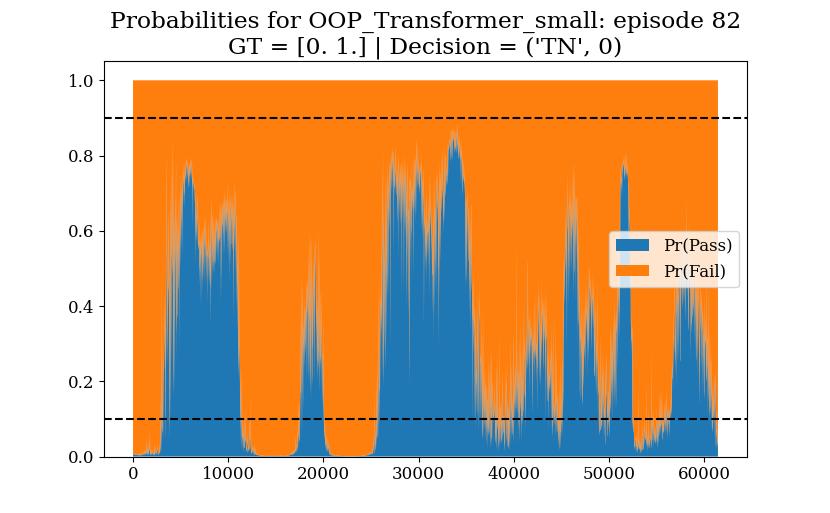 Probabilities for OOP_Transformer_small: episode 82
GT = [0. 1.] | Decision = ('TN', 0)
1.0
0.8
0.6
0.4
0.2
0.0
Pr(Pass)
Pr(Fail)
0 10000 20000 30000 40000 50000 60000